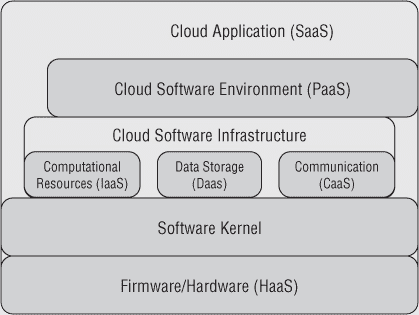 Cloud Application (SaaS)
Cloud Software Environment (PaaS)
Cloud Software Infrastructure
Computational
Resources (IaaS)
Data Storage
(Daas)
Communication
(CaaS)
Software Kernel
Firmware/Hardware (HaaS)